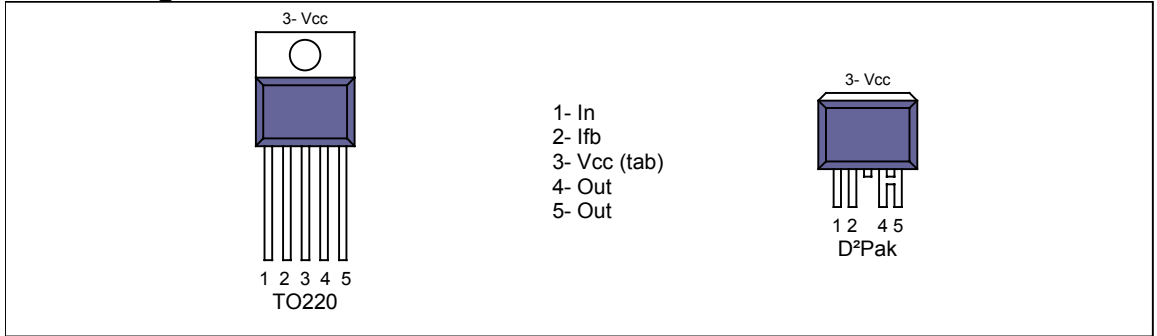 3- Vcc
1 2 3 4 5
TO220
1- In
2- Ifb
3- Vcc (tab)
4- Out
5- Out
3- Vcc
1 2 4 5
D²Pak